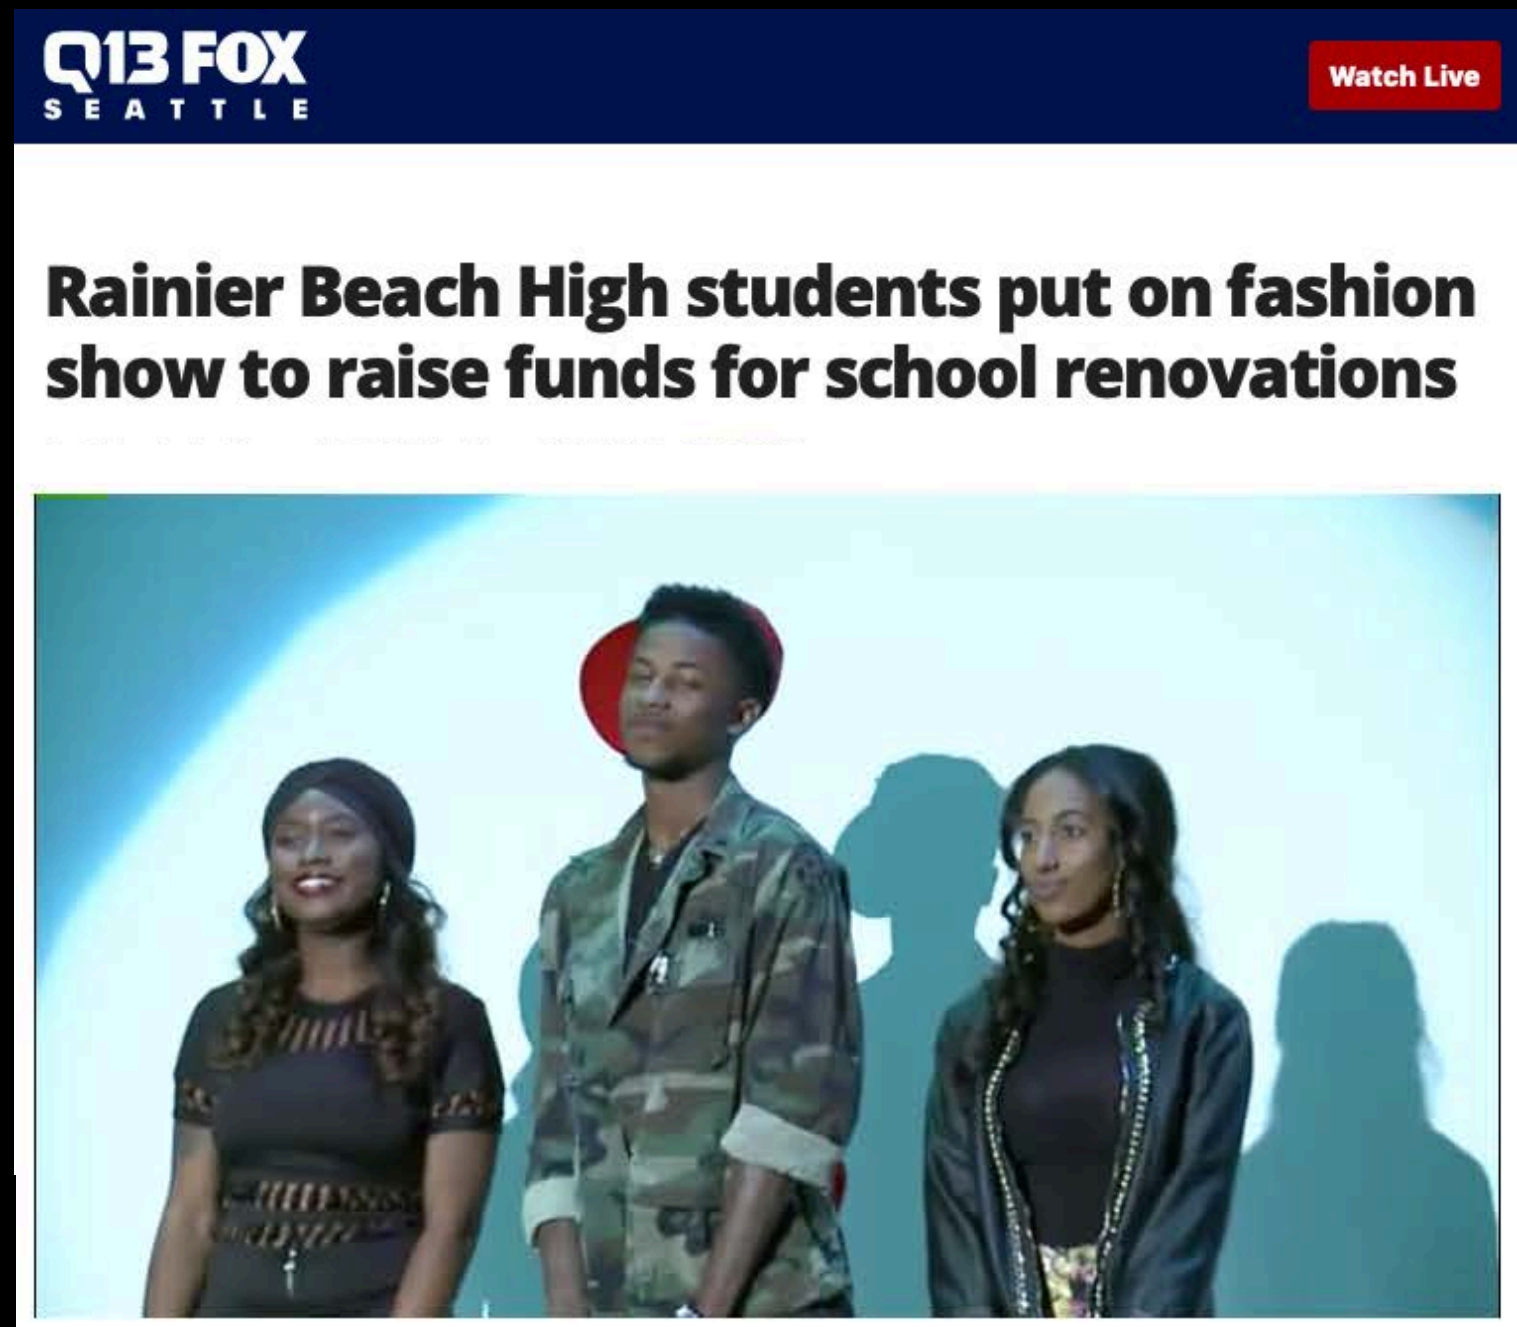 Q13 FOX
SEATTLE
Watch Live
Rainier Beach High students put on fashion
show to raise funds for school renovations